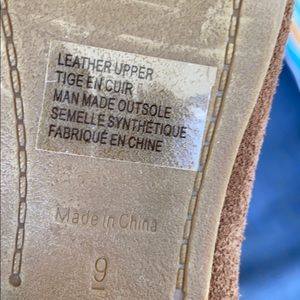 LEATHER UPPER
TIGE EN CUIR
MAN MADE OUTSOLE
SEMELLE SYNTHÉTIQUE
FABRIQUÉ EN CHINE
Made in China
9